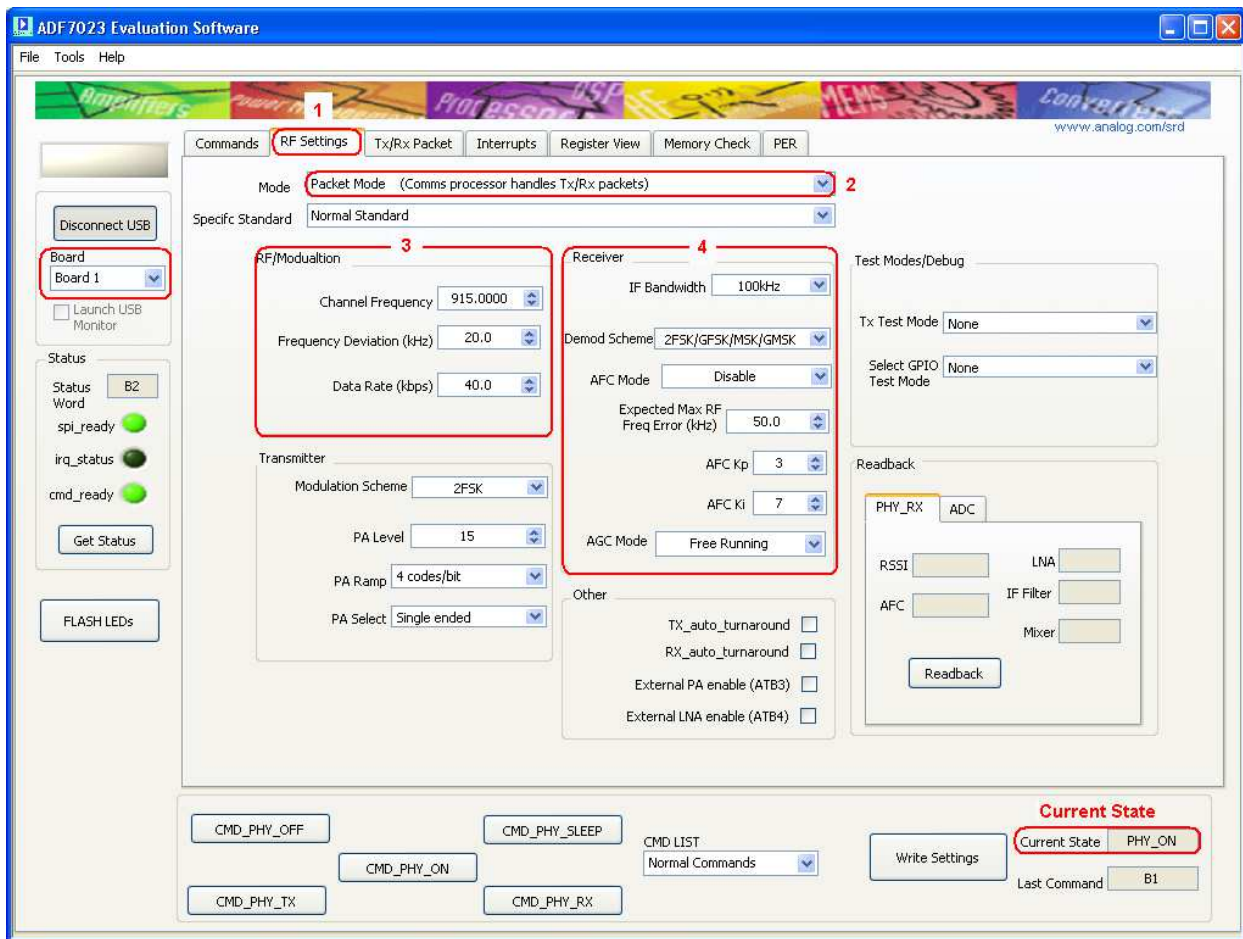 ADF7023 Evaluation Software
File Tools Help
Amplifiers Power Processor DSP RF MEMS Converters
www.analog.com/srd
1
Commands RF Settings Tx/Rx Packet Interrupts Register View Memory Check PER
Mode Packet Mode (Comms processor handles Tx/Rx packets) 2
Specifc Standard Normal Standard
Disconnect USB
Board
Board 1
Launch USB
Monitor
Status
Status
Word
B2
spi_ready
irq_status
cmd_ready
Get Status
FLASH LEDs
3
RF/Modualtion
Channel Frequency 915.0000
Frequency Deviation (kHz) 20.0
Data Rate (kbps) 40.0
Transmitter
Modulation Scheme 2FSK
PA Level 15
PA Ramp 4 codes/bit
PA Select Single ended
4
Receiver
IF Bandwidth 100kHz
Demod Scheme 2FSK/GFSK/MSK/GMSK
AFC Mode Disable
Expected Max RF
Freq Error (kHz) 50.0
AFC Kp 3
AFC Ki 7
AGC Mode Free Running
Other
TX_auto_turnaround
RX_auto_turnaround
External PA enable (ATB3)
External LNA enable (ATB4)
Test Modes/Debug
Tx Test Mode None
Select GPIO
Test Mode
None
Readback
PHY_RX ADC
RSSI LNA
AFC IF Filter
Mixer
Readback
CMD_PHY_OFF CMD_PHY_SLEEP
CMD_PHY_ON
CMD_PHY_TX CMD_PHY_RX
CMD LIST
Normal Commands
Write Settings
Current State
Current State PHY_ON
Last Command B1